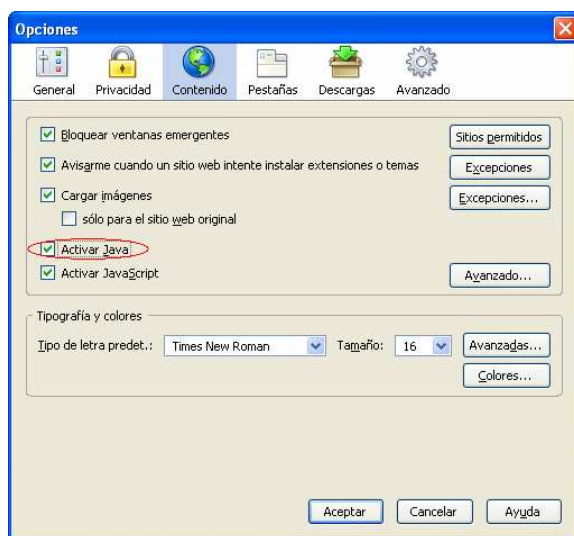 Opciones
General Privacidad Contenido Pestañas Descargas Avanzado
Bloquear ventanas emergentes Sitios permitidos
Avisarme cuando un sitio web intente instalar extensiones o temas Excepciones
Cargar imágenes Excepciones...
sólo para el sitio web original
Activar Java
Activar JavaScript Avanzado...
Tipografía y colores
Tipo de letra predet.: Times New Roman Tamaño: 16 Avanzadas...
Colores...
Aceptar Cancelar Ayuda